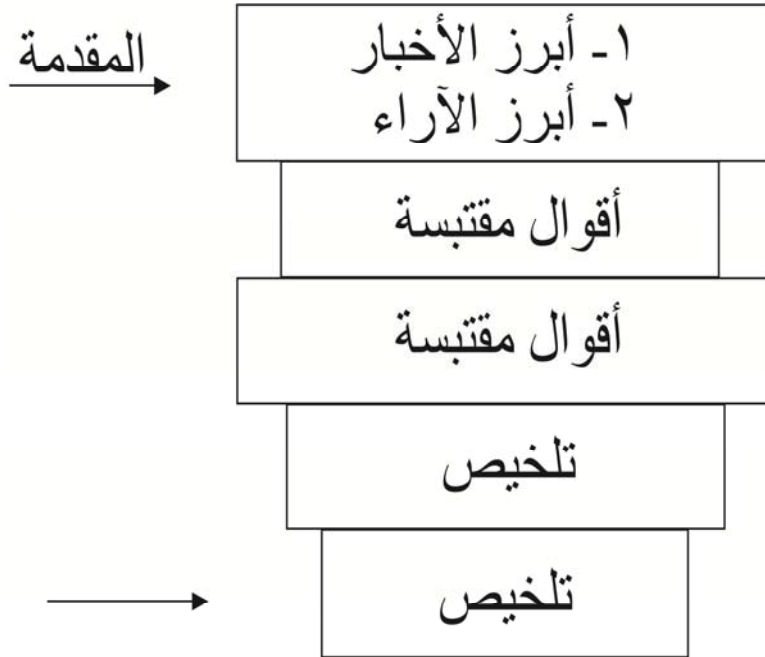 المقدمة
١- أبرز الأخبار
٢- أبرز الآراء
أقوال مقتبسة
أقوال مقتبسة
تلخيص
تلخيص